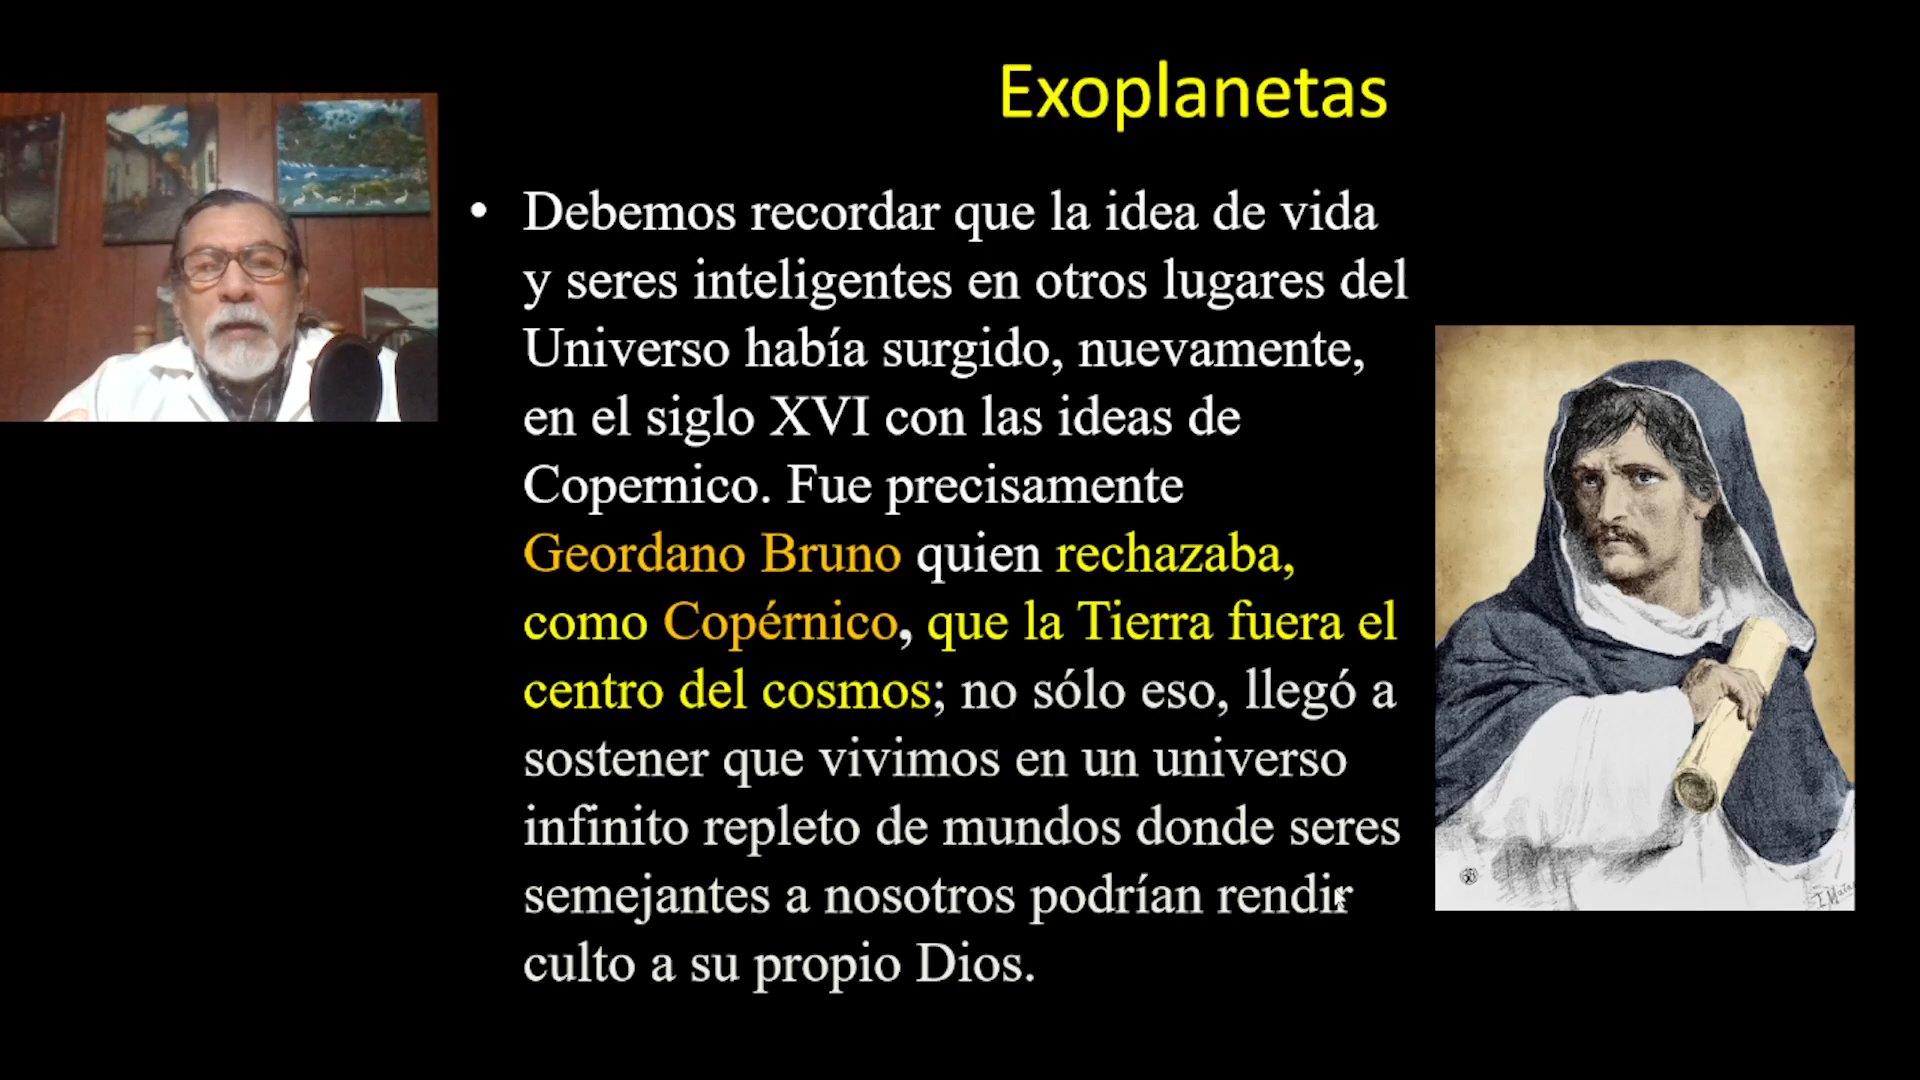 Exoplanetas
• Debemos recordar que la idea de vida
y seres inteligentes en otros lugares del
Universo había surgido, nuevamente,
en el siglo XVI con las ideas de
Copernico. Fue precisamente
Geordano Bruno quien rechazaba,
como Copérnico, que la Tierra fuera el
centro del cosmos; no sólo eso, llegó a
sostener que vivimos en un universo
infinito repleto de mundos donde seres
semejantes a nosotros podrían rendir
culto a su propio Dios.